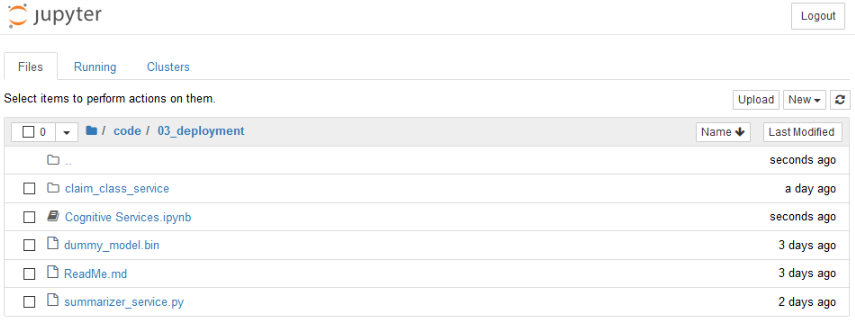 jupyter Logout
Files Running Clusters
Select items to perform actions on them. Upload New
0 / code / 03_deployment Name Last Modified
.. seconds ago
claim_class_service a day ago
Cognitive Services.ipynb seconds ago
dummy_model.bin 3 days ago
ReadMe.md 3 days ago
summarizer_service.py 2 days ago